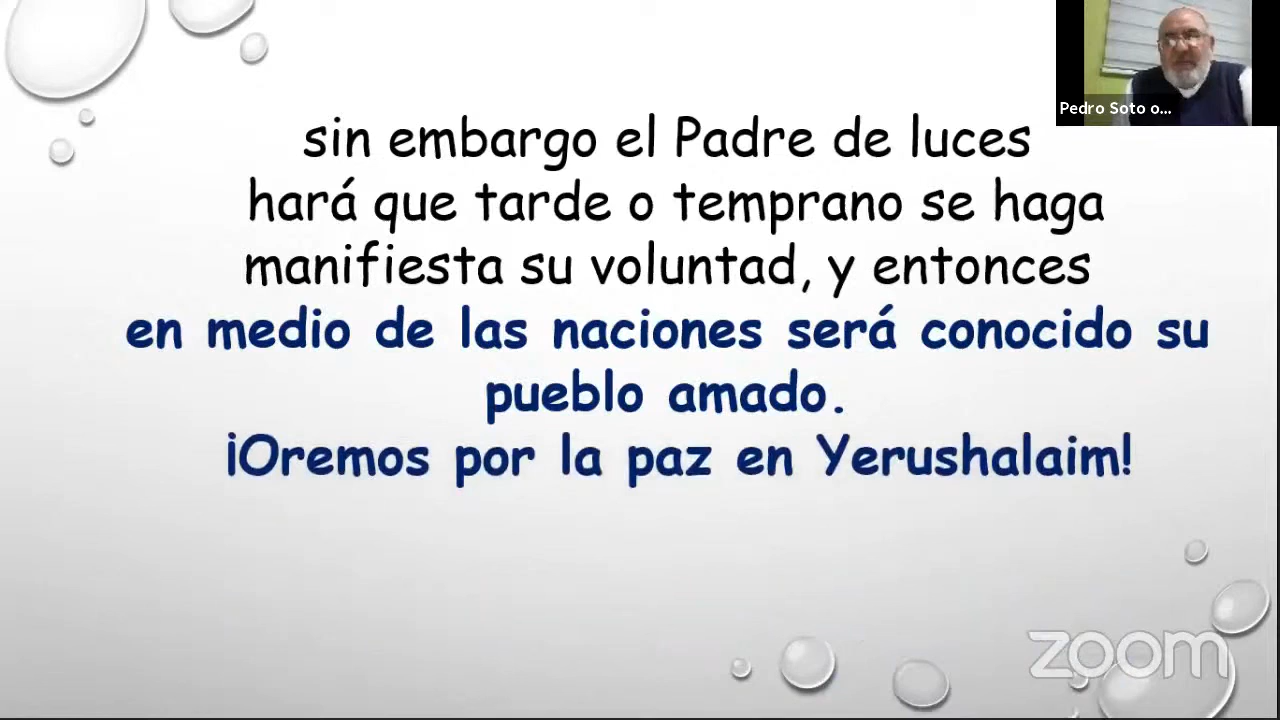 Pedro Soto o...
sin embargo el Padre de luces
hará que tarde o temprano se haga
manifiesta su voluntad, y entonces
en medio de las naciones será conocido su
pueblo amado.
¡Oremos por la paz en Yerushalaim!
zoom